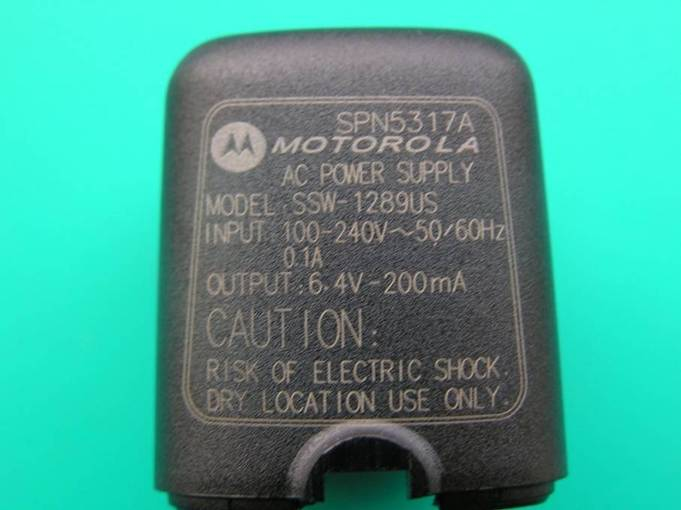 SPN5317A
MOTOROLA
AC POWER SUPPLY
MODEL:SSW-1289US
INPUT:100-240V~50/60Hz
0.1A
OUTPUT:6.4V-200mA
CAUTION:
RISK OF ELECTRIC SHOCK.
DRY LOCATION USE ONLY.